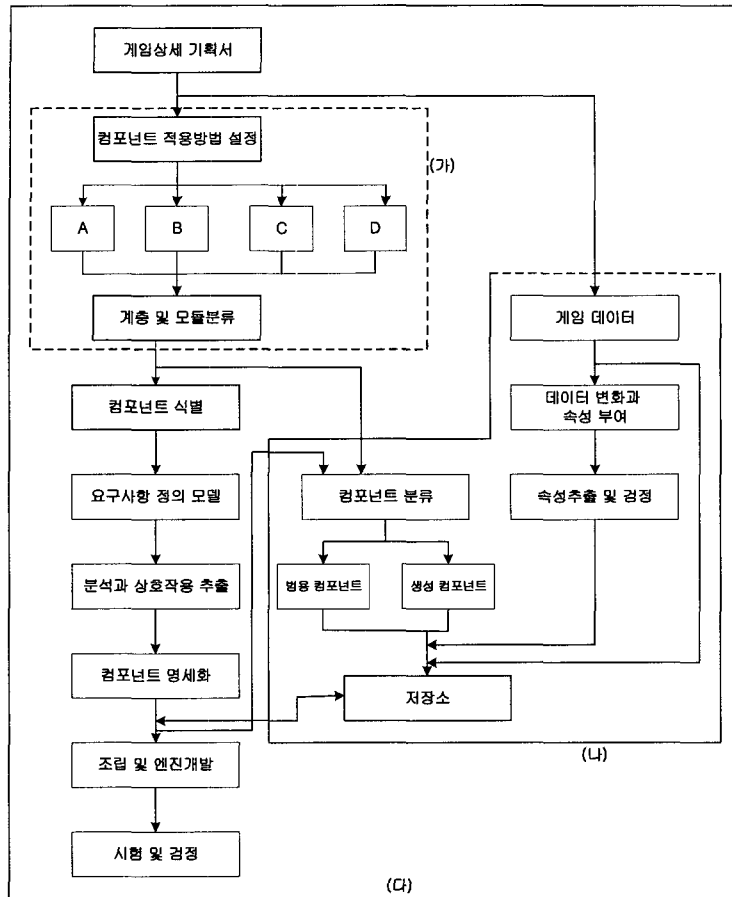 게임상세 기획서
컴포넌트 적용방법 설정
(가)
A
B
C
D
계층 및 모듈분류
게임 데이터
컴포넌트 식별
데이터 변화과
속성 부여
요구사항 정의 모델
컴포넌트 분류
속성추출 및 검정
분석과 상호작용 추출
범용 컴포넌트
생성 컴포넌트
컴포넌트 명세화
저장소
조립 및 엔진개발
(나)
시험 및 검정
(다)